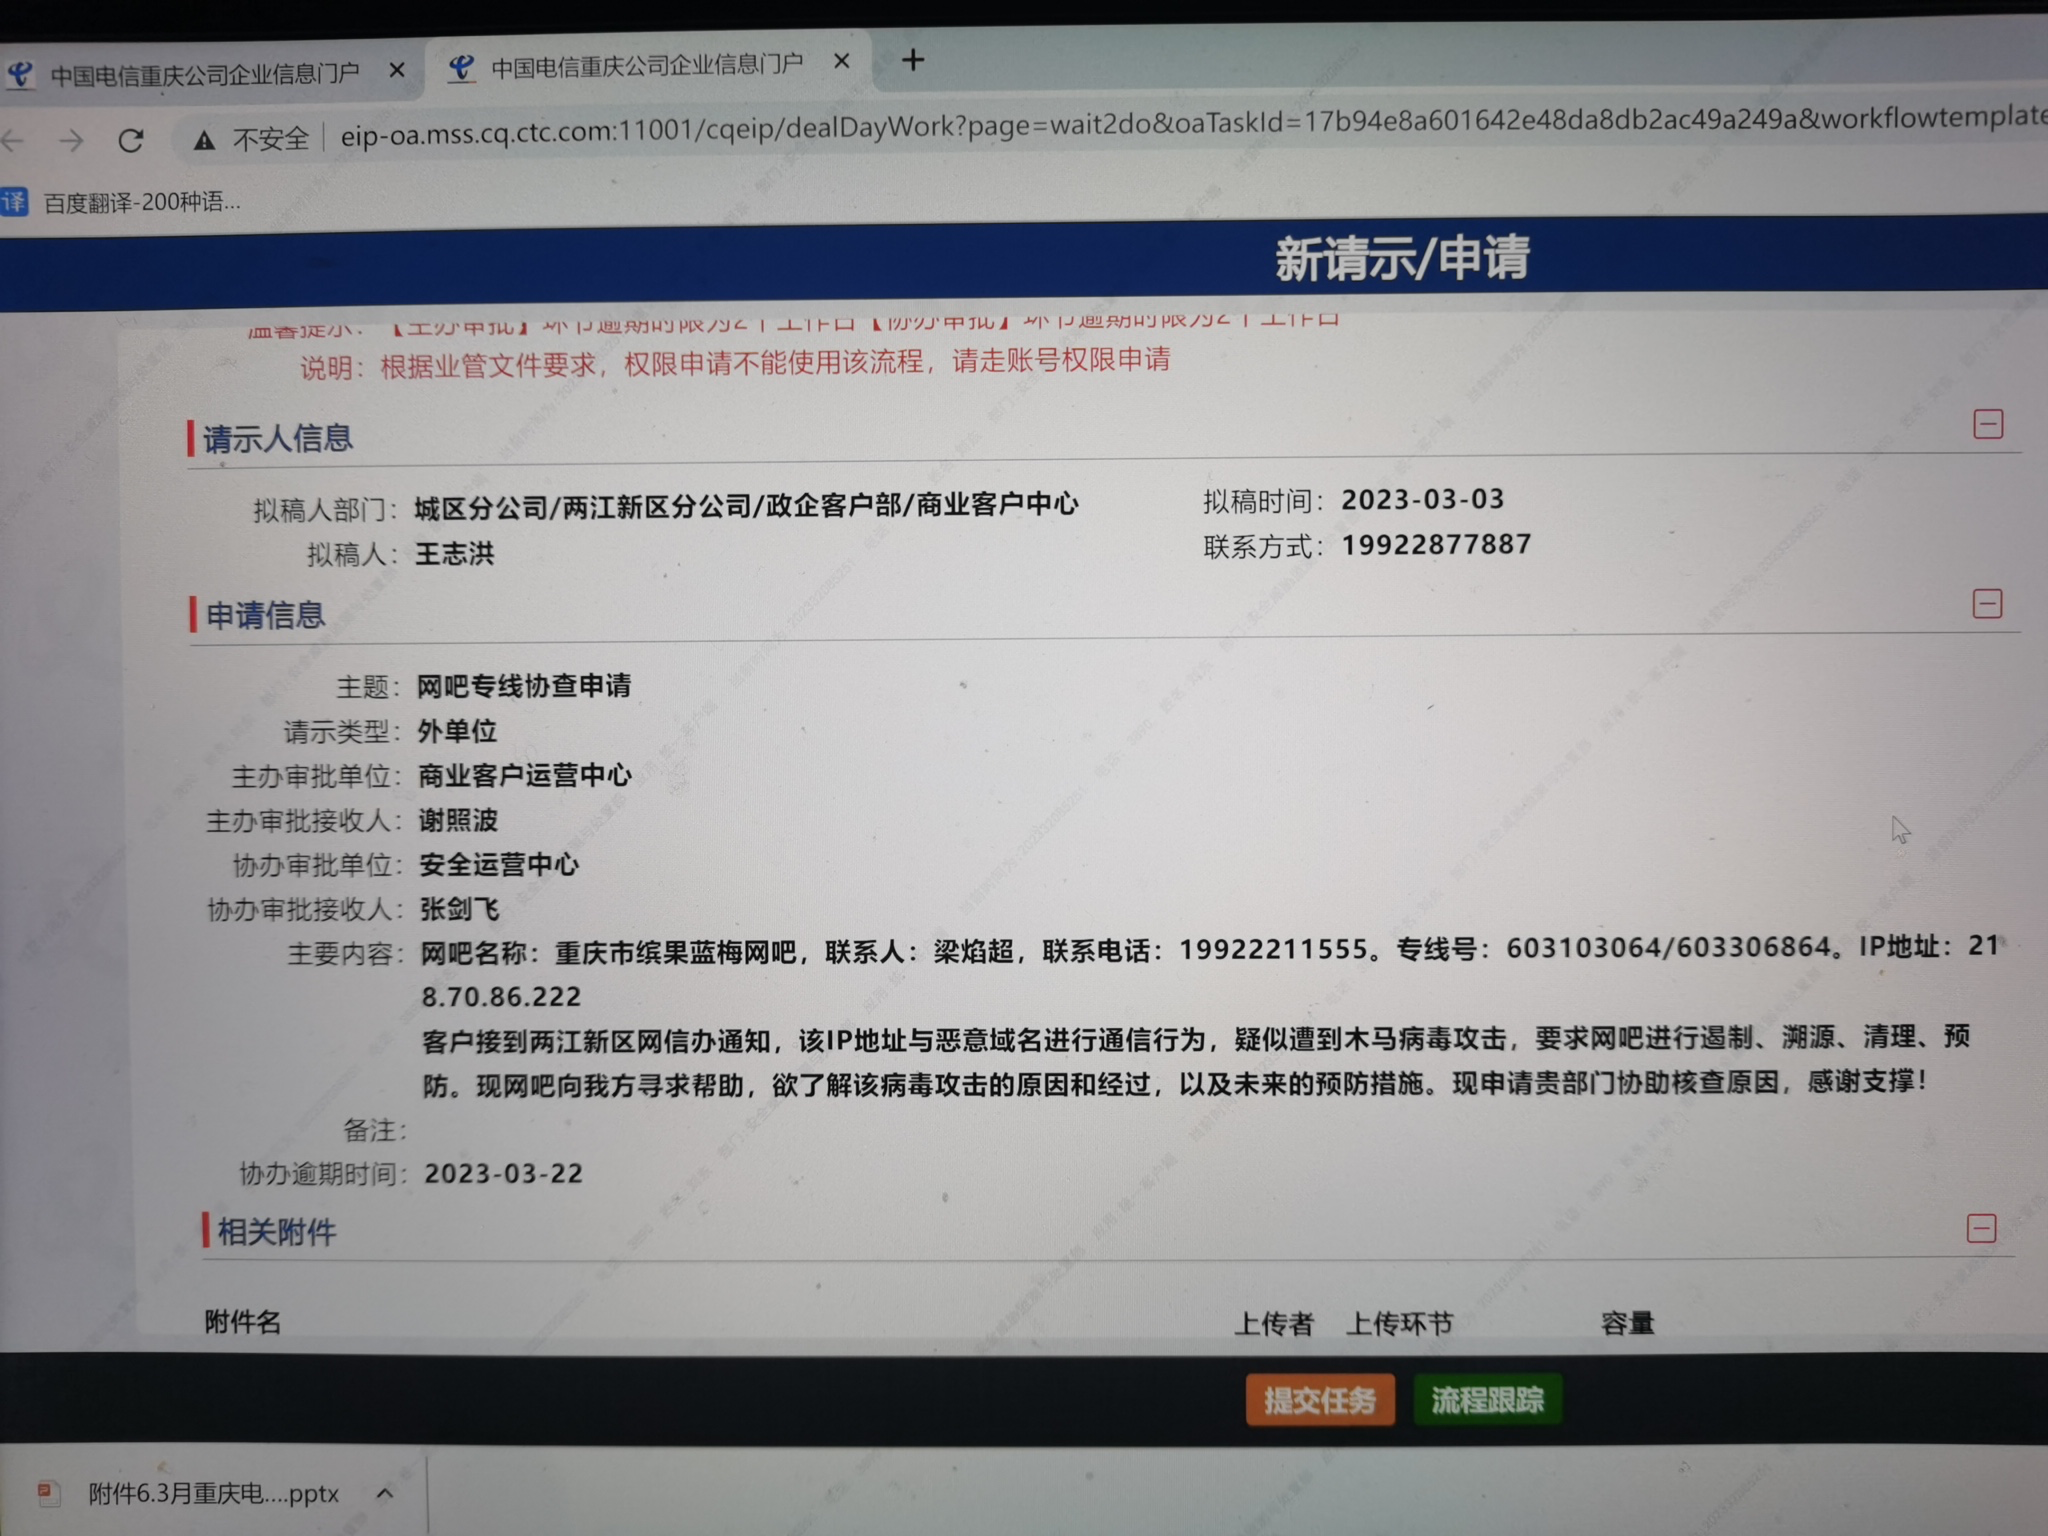 中国电信重庆公司企业信息门户
中国电信重庆公司企业信息门户
不安全 eip-oa.mss.cq.ctc.com:11001/cqeip/dealDayWork?page=wait2do&oaTaskId=17b94e8a601642e48da8db2ac49a249a&workflowtemplate
译 百度翻译-200种语...
新请示/申请
温馨提示：【主办审批】环节逾期时限为2个工作日【协办审批】环节逾期时限为2个工作日
说明：根据业管文件要求，权限申请不能使用该流程，请走账号权限申请
请示人信息
拟稿人部门：城区分公司/两江新区分公司/政企客户部/商业客户中心 拟稿时间：2023-03-03
拟稿人：王志洪 联系方式：19922877887
申请信息
主题：网吧专线协查申请
请示类型：外单位
主办审批单位：商业客户运营中心
主办审批接收人：谢照波
协办审批单位：安全运营中心
协办审批接收人：张剑飞
主要内容：网吧名称：重庆市缤果蓝梅网吧，联系人：梁焰超，联系电话：19922211555。专线号：603103064/603306864。IP地址：21
8.70.86.222
客户接到两江新区网信办通知，该IP地址与恶意域名进行通信行为，疑似遭到木马病毒攻击，要求网吧进行遏制、溯源、清理、预
防。现网吧向我方寻求帮助，欲了解该病毒攻击的原因和经过，以及未来的预防措施。现申请贵部门协助核查原因，感谢支撑！
备注：
协办逾期时间：2023-03-22
相关附件
附件名 上传者 上传环节 容量
提交任务 流程跟踪
附件6.3月重庆电....pptx